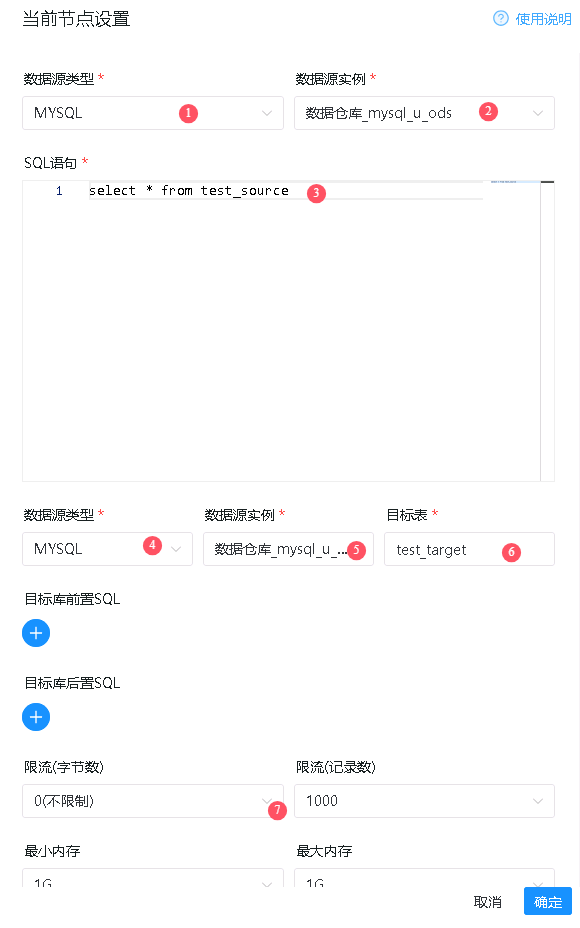 当前节点设置 ? 使用说明
数据源类型 * 数据源实例 *
MYSQL 1 数据仓库_mysql_u_ods 2
SQL语句 *
1 select * from test_source 3
数据源类型 * 数据源实例 * 目标表 *
MYSQL 4 数据仓库_mysql_u_... 5 test_target 6
目标库前置SQL
目标库后置SQL
限流(字节数) 限流(记录数)
0(不限制) 7 1000
最小内存 最大内存
1G 1G
取消 确定